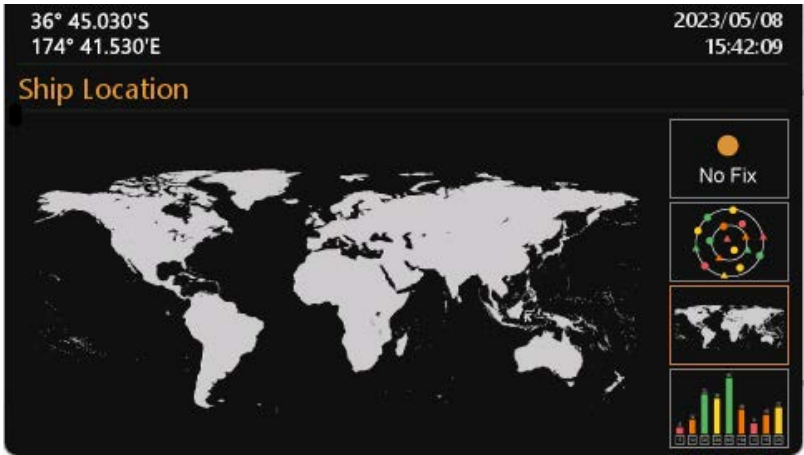 36° 45.030'S
174° 41.530'E
2023/05/08
15:42:09
Ship Location
No Fix